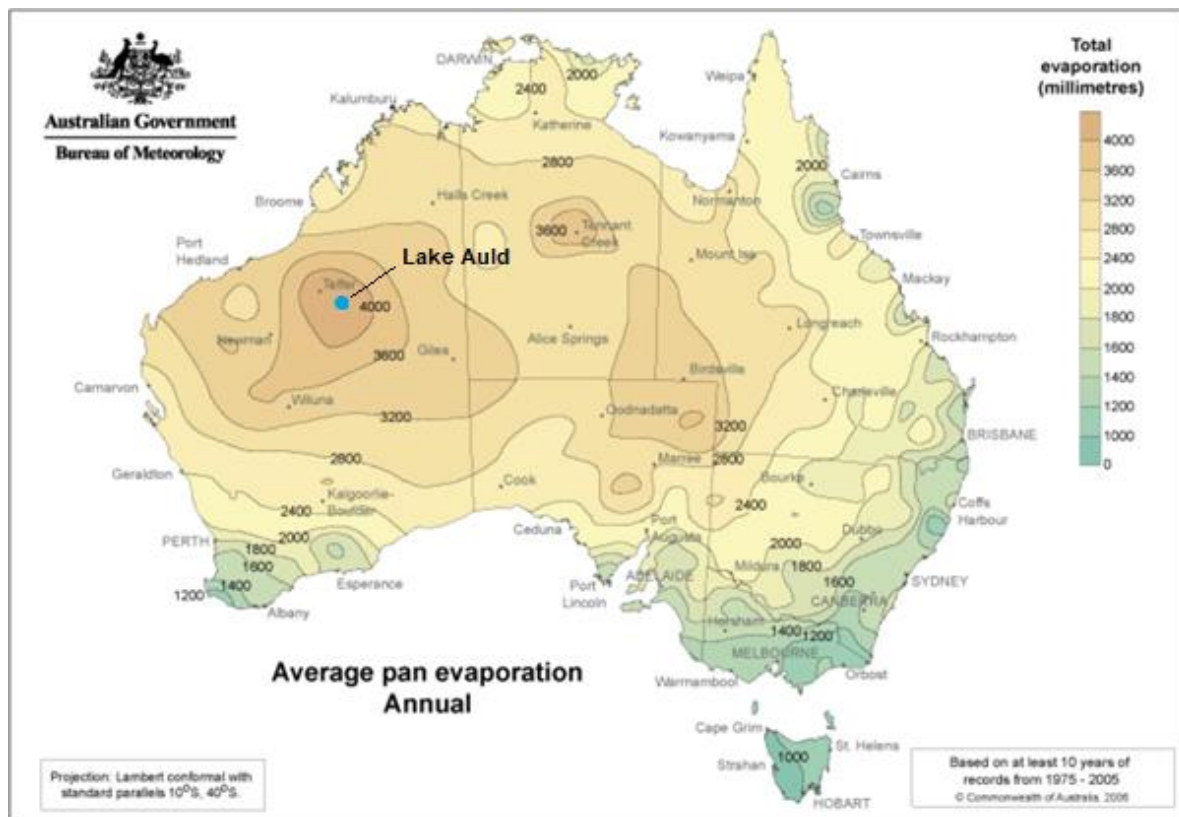 Australian Government
Bureau of Meteorology
Total
evaporation
(millimetres)
4000
3600
3200
2800
2400
2000
1800
1600
1400
1200
1000
0
DARWIN
2000
2400
Weipa
Kalumburu
Katherine
Kowanyama
2800
2000
Cairns
Halls Creek
Normanton
Broome
3600
Tennant
Creek
Townsville
Port
Hedland
Lake Auld
Mount Isa
Mackay
Telfer
4000
Newman
Longreach
Rockhampton
Alice Springs
3600
Giles
Birdsville
Carnarvon
Charleville
Wiluna
3200
Oodnadatta
3200
BRISBANE
2800
Marree
2800
Geraldton
Cook
Bourke
Kalgoorlie-
Boulder
2400
2400
Coffs
Harbour
Ceduna
Port
Augusta
2000
PERTH
1800
2000
Dubbo
1600
Mildura
1800
ADELAIDE
1600
SYDNEY
1400
Esperance
Port
Lincoln
1200
Albany
CANBERRA
Horsham
1400
1200
MELBOURNE
Orbost
Warrnambool
Average pan evaporation
Annual
Cape Grim
St. Helens
1000
Strahan
HOBART
Projection: Lambert conformal with
standard parallels 10°S, 40°S.
Based on at least 10 years of
records from 1975 - 2005
© Commonwealth of Australia, 2006